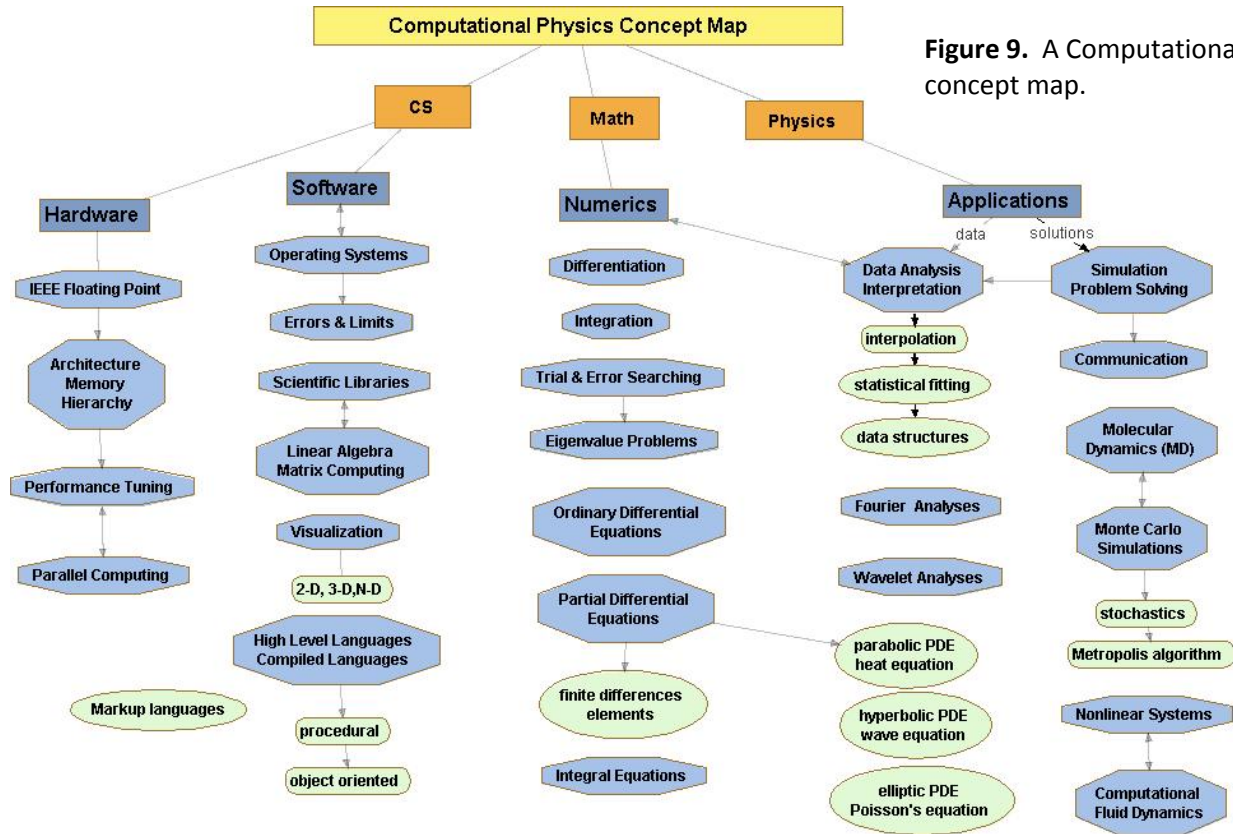 Computational Physics Concept Map
Figure 9. A Computationa
concept map.
CS
Math
Physics
Hardware
Software
Numerics
Applications
data
solutions
IEEE Floating Point
Architecture
Memory
Hierarchy
Performance Tuning
Parallel Computing
Operating Systems
Errors & Limits
Scientific Libraries
Linear Algebra
Matrix Computing
Visualization
2-D, 3-D,N-D
High Level Languages
Compiled Languages
Markup languages
procedural
object oriented
Differentiation
Integration
Trial & Error Searching
Eigenvalue Problems
Ordinary Differential
Equations
Partial Differential
Equations
finite differences
elements
Integral Equations
Data Analysis
Interpretation
interpolation
statistical fitting
data structures
Fourier Analyses
Wavelet Analyses
parabolic PDE
heat equation
hyperbolic PDE
wave equation
elliptic PDE
Poisson's equation
Simulation
Problem Solving
Communication
Molecular
Dynamics (MD)
Monte Carlo
Simulations
stochastics
Metropolis algorithm
Nonlinear Systems
Computational
Fluid Dynamics